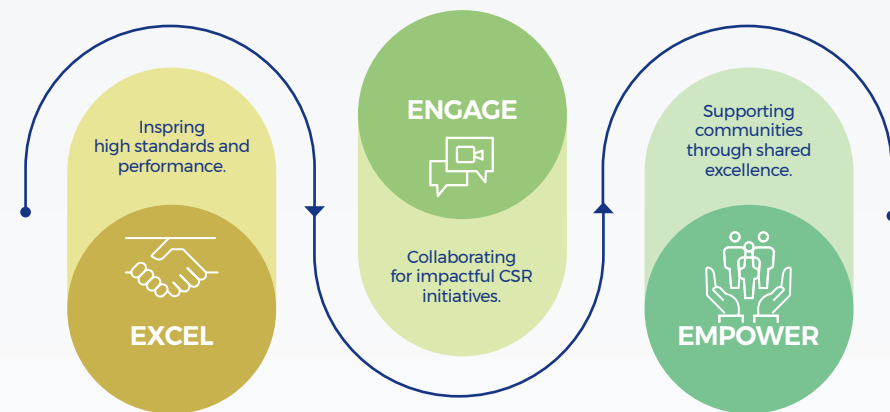 Inspring
high standards and
performance.
EXCEL
ENGAGE
Collaborating
for impactful CSR
initiatives.
Supporting
communities
through shared
excellence.
EMPOWER